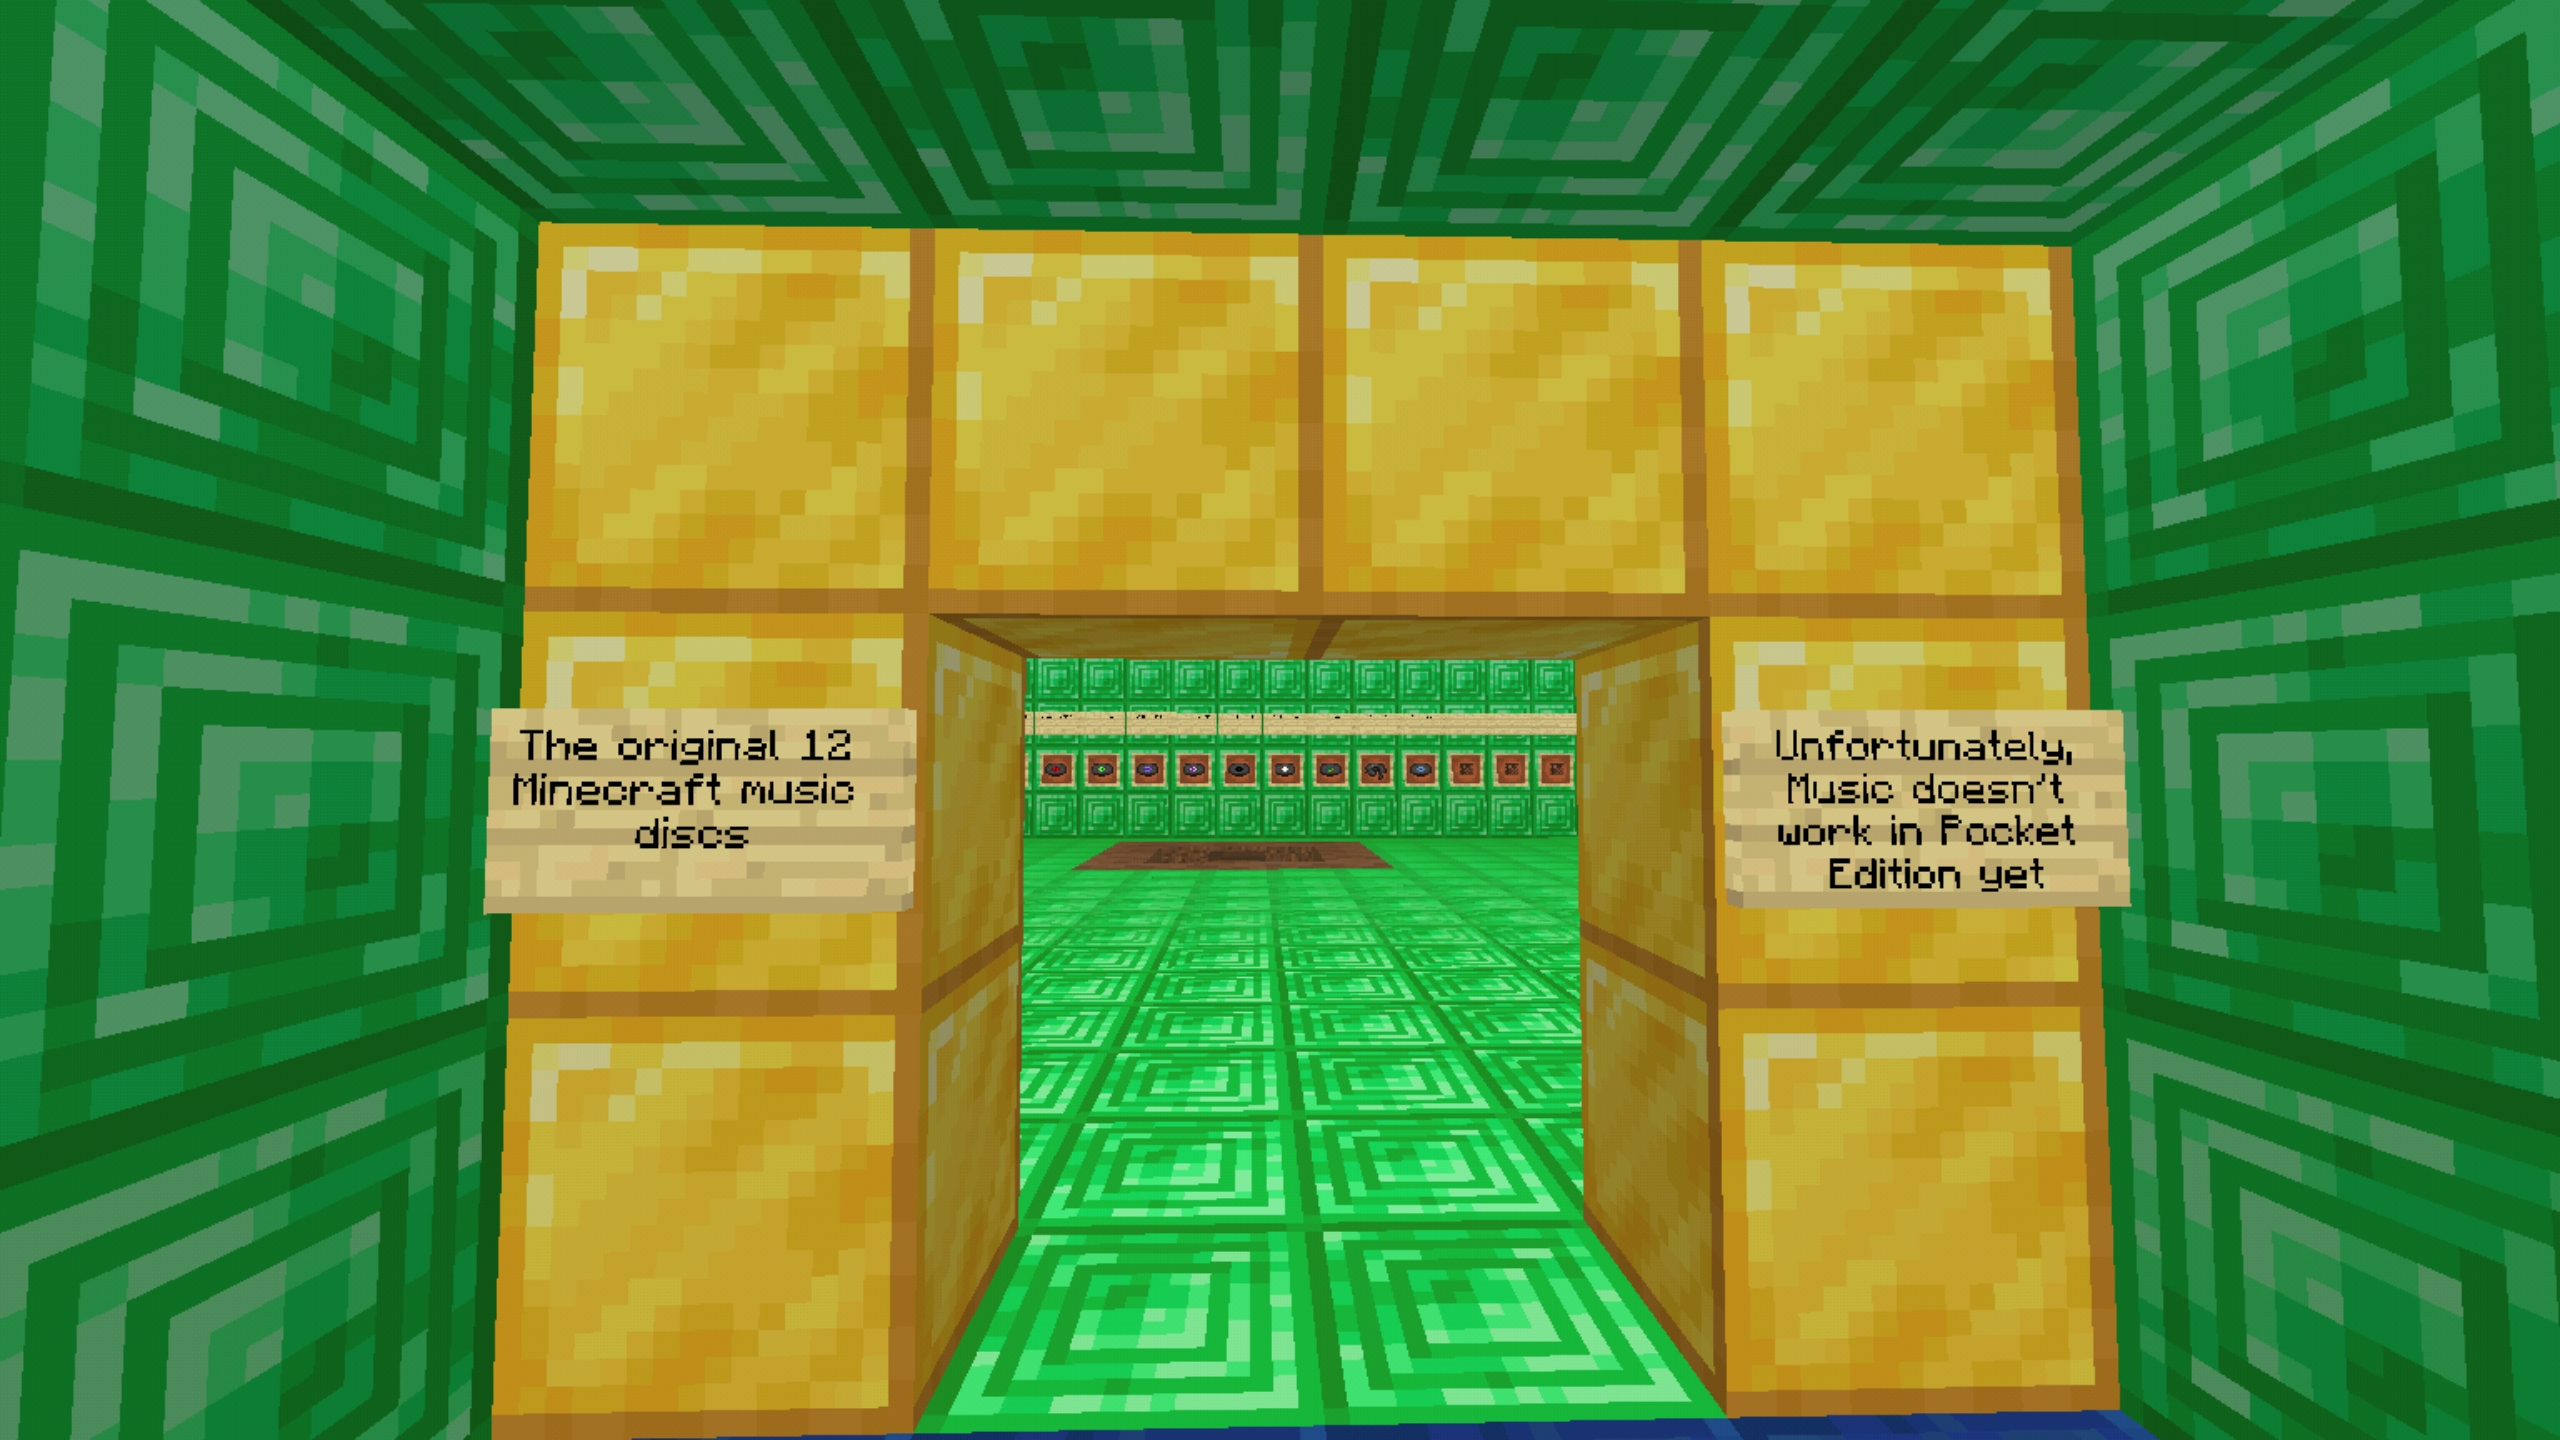 The original 12
Minecraft music
discs
Unfortunately,
Music doesn't
work in Pocket
Edition yet